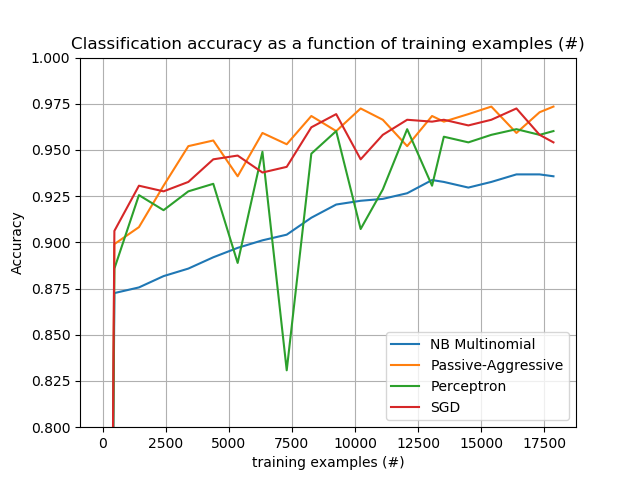 Classification accuracy as a function of training examples (#)
1.000
0.975
0.950
0.925
0.900
0.875
0.850
0.825
0.800
Accuracy
NB Multinomial
Passive-Aggressive
Perceptron
SGD
0 2500 5000 7500 10000 12500 15000 17500
training examples (#)